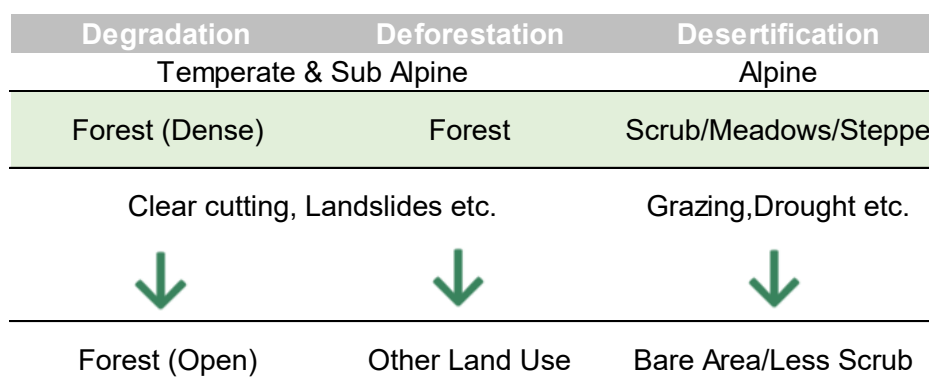 Degradation Deforestation Desertification
Temperate & Sub Alpine Alpine
Forest (Dense) Forest Scrub/Meadows/Steppe
Clear cutting, Landslides etc. Grazing,Drought etc.
Forest (Open) Other Land Use Bare Area/Less Scrub